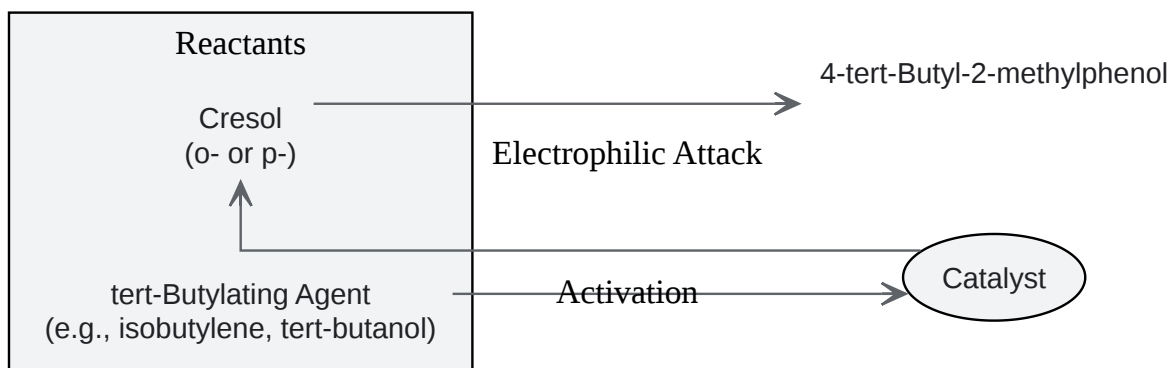 Reactants
4-tert-Butyl-2-methylphenol
Cresol
(o- or p-)
Electrophilic Attack
tert-Butylating Agent
(e.g., isobutylene, tert-butanol)
Activation
Catalyst